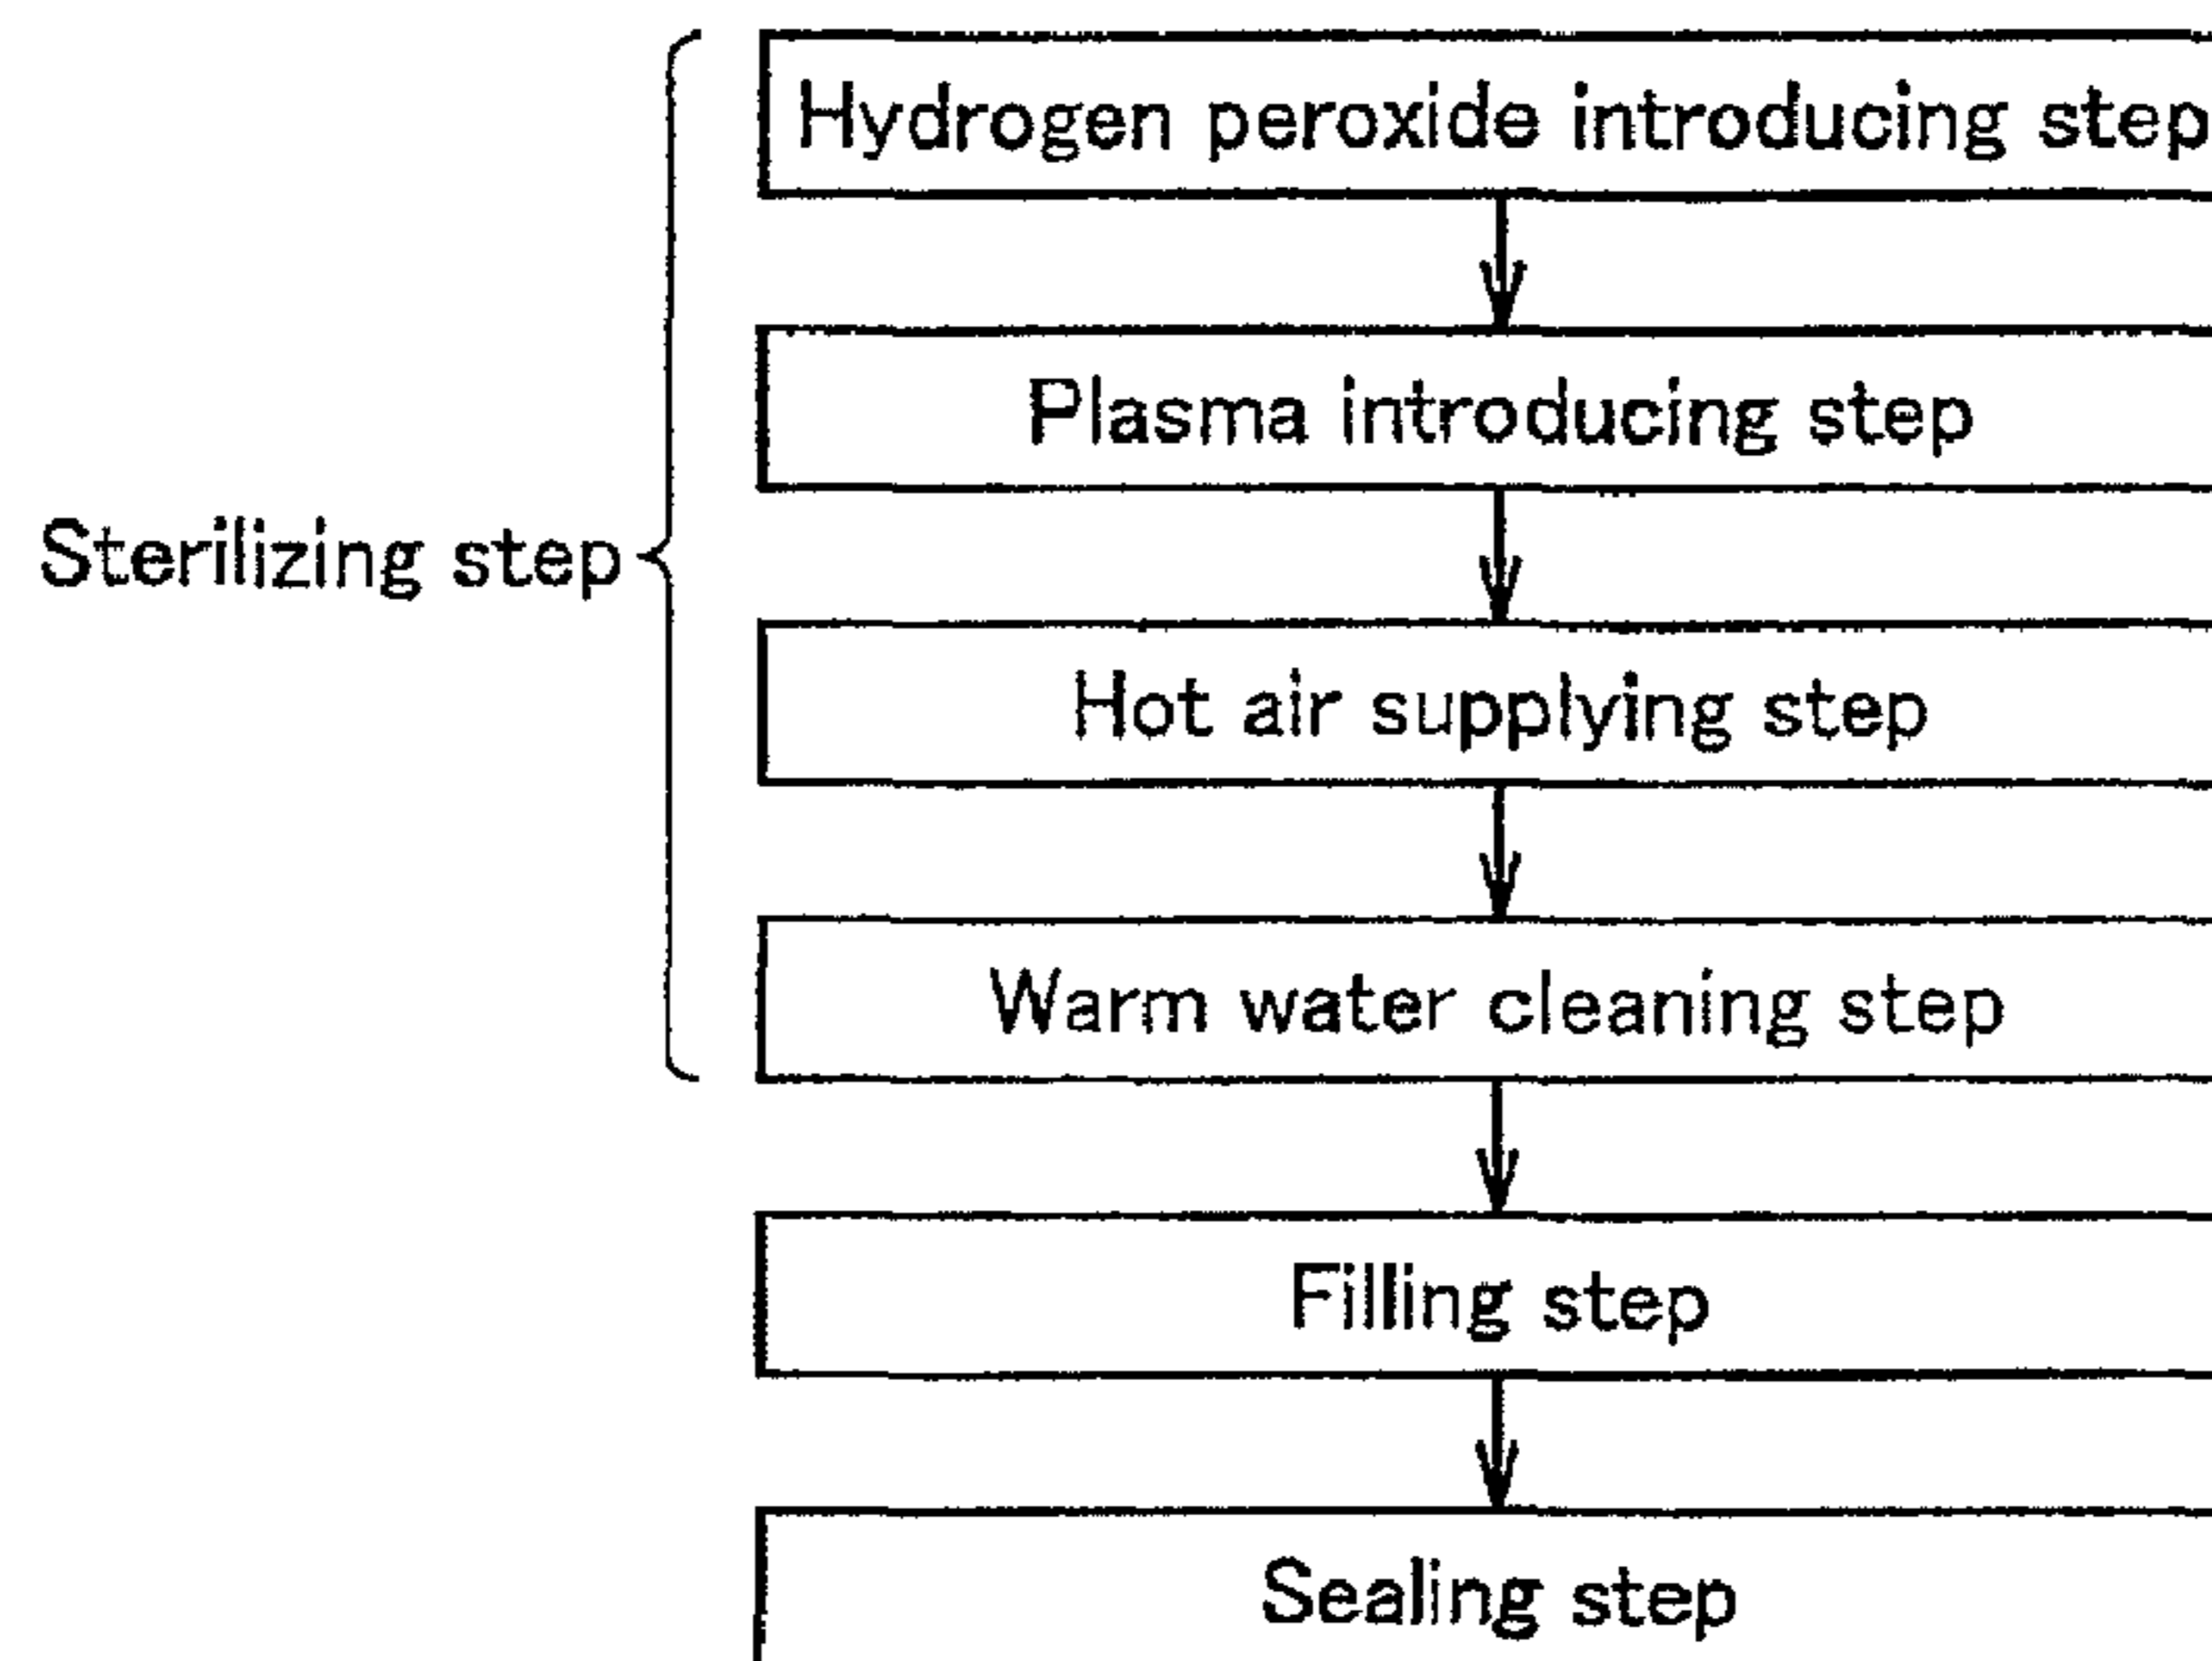 Hydrogen peroxide introducing step
Plasma introducing step
Sterilizing step
Hot air supplying step
Warm water cleaning step
Filling step
Sealing step